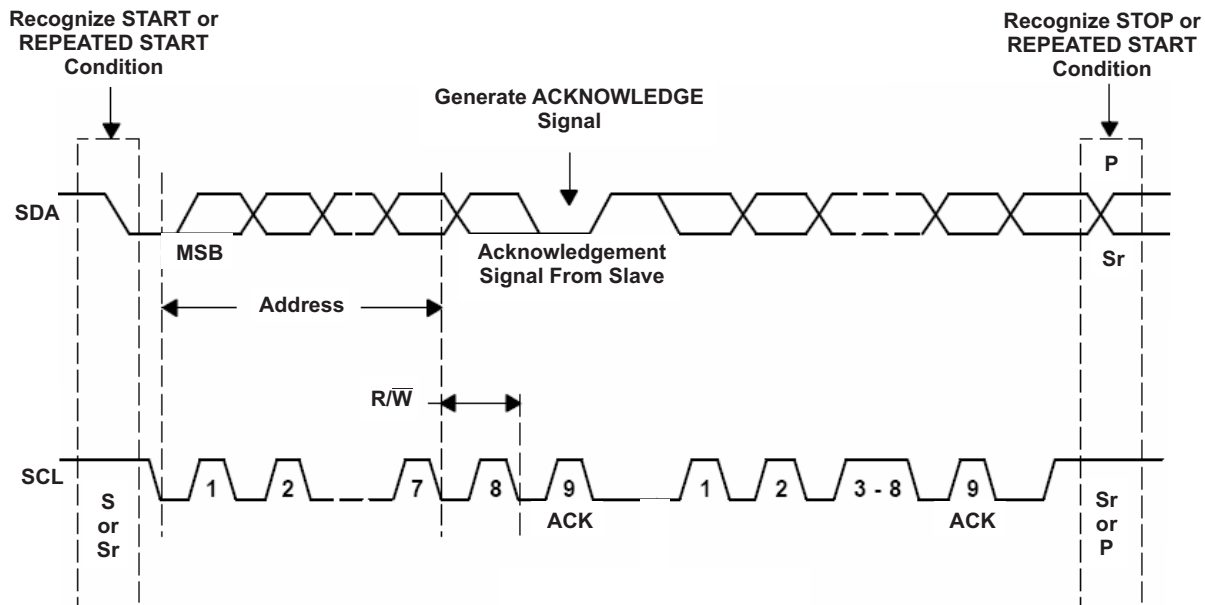 Recognize START or
REPEATED START
Condition
Recognize STOP or
REPEATED START
Condition
Generate ACKNOWLEDGE
Signal
P
SDA
MSB
Acknowledgement
Signal From Slave
Sr
Address
R/W̅
SCL
1
2
7
8
9
1
2
3 - 8
9
ACK
ACK
S
or
Sr
Sr
or
P